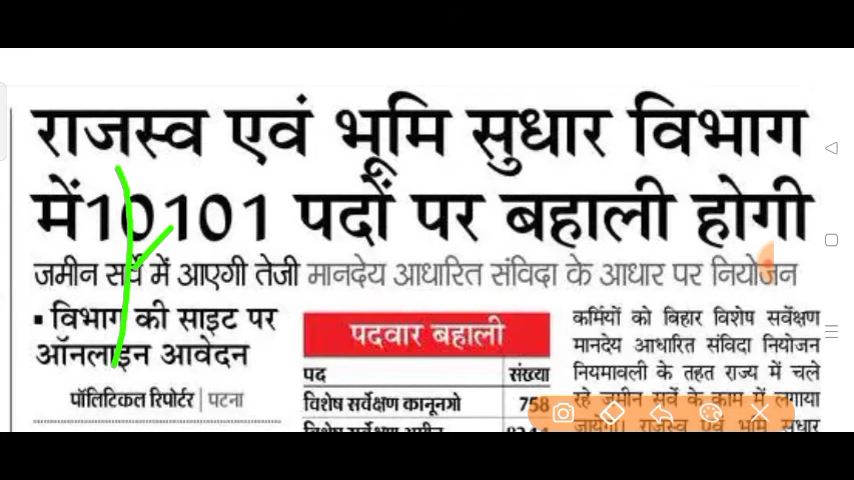 राजस्व एवं भूमि सुधार विभाग
में 10101 पदों पर बहाली होगी
जमीन सर्वे में आएगी तेजी मानदेय आधारित संविदा के आधार पर नियोजन
▪ विभाग की साइट पर
ऑनलाइन आवेदन
पॉलिटिकल रिपोर्टर | पटना
पदवार बहाली
पद संख्या
विशेष सर्वेक्षण कानूनगो 758
कर्मियों को बिहार विशेष सर्वेक्षण
मानदेय आधारित संविदा नियोजन
नियमावली के तहत राज्य में चले
रहे जमीन सर्वे के काम में लगाया
जायेगा। राजस्व एवं भूमि सुधार